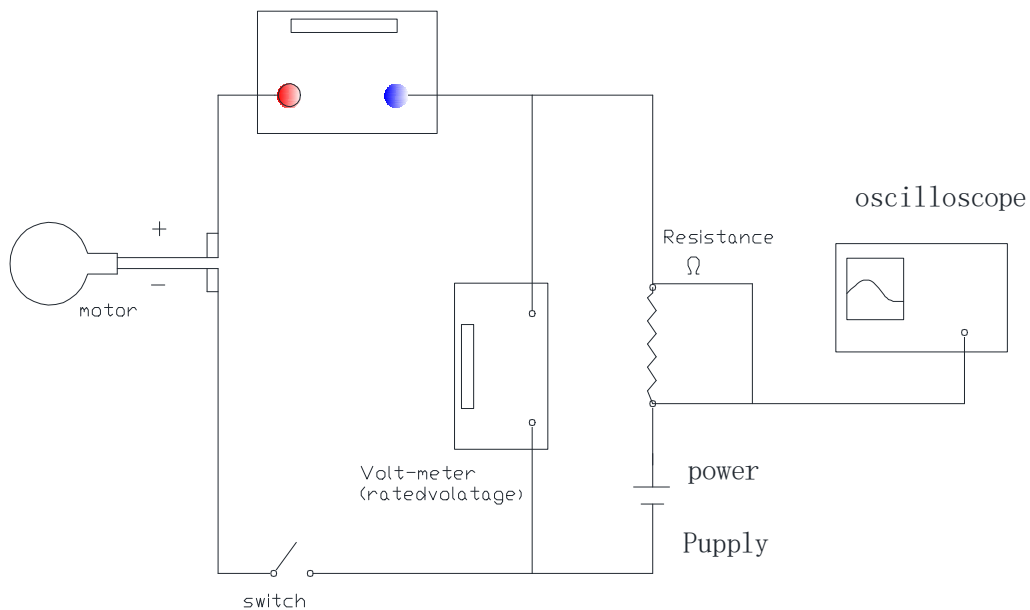 oscilloscope
+
Resistance
Ω
−
motor
Volt-meter
(ratedvolatage)
power
Pupply
switch